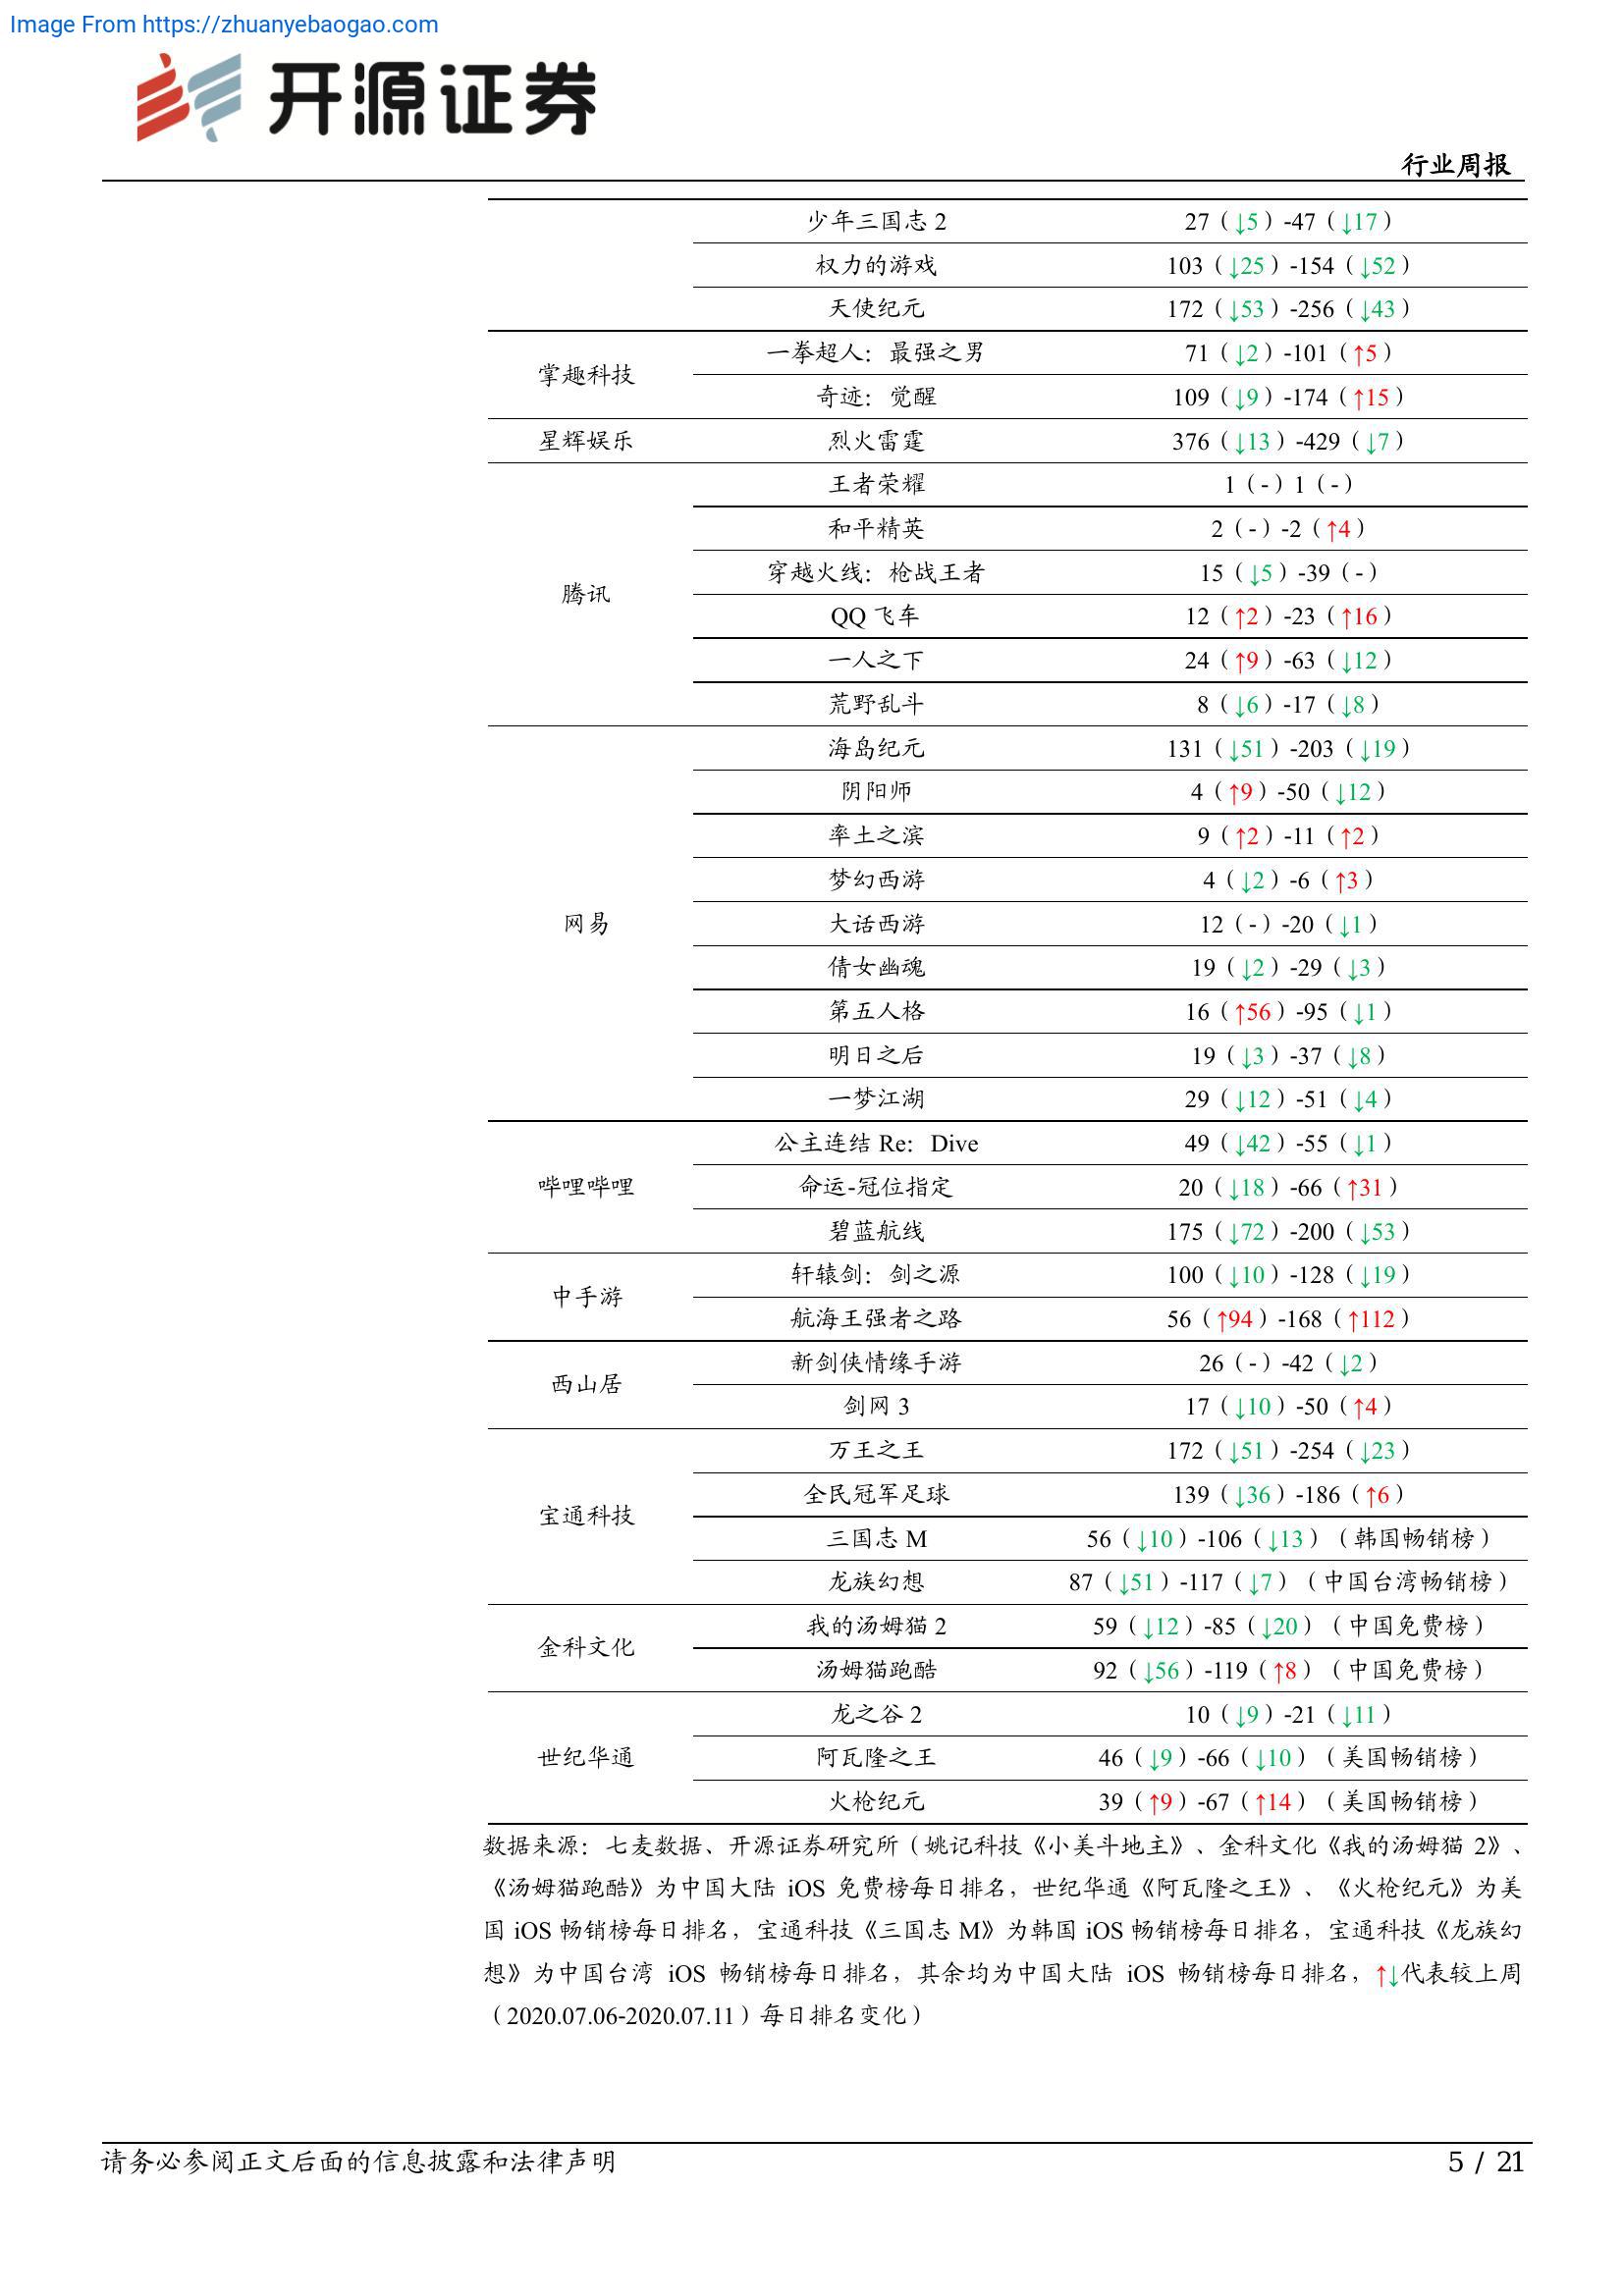 Image From https://zhuanyebaogao.com
开源证券
行业周报
少年三国志 2 27（↓5）-47（↓17）
权力的游戏 103（↓25）-154（↓52）
天使纪元 172（↓53）-256（↓43）
掌趣科技
一拳超人：最强之男 71（↓2）-101（↑5）
奇迹：觉醒 109（↓9）-174（↑15）
星辉娱乐 烈火雷霆 376（↓13）-429（↓7）
腾讯
王者荣耀 1（-）1（-）
和平精英 2（-）-2（↑4）
穿越火线：枪战王者 15（↓5）-39（-）
QQ 飞车 12（↑2）-23（↑16）
一人之下 24（↑9）-63（↓12）
荒野乱斗 8（↓6）-17（↓8）
网易
海岛纪元 131（↓51）-203（↓19）
阴阳师 4（↑9）-50（↓12）
率土之滨 9（↑2）-11（↑2）
梦幻西游 4（↓2）-6（↑3）
大话西游 12（-）-20（↓1）
倩女幽魂 19（↓2）-29（↓3）
第五人格 16（↑56）-95（↓1）
明日之后 19（↓3）-37（↓8）
一梦江湖 29（↓12）-51（↓4）
哔哩哔哩
公主连结 Re：Dive 49（↓42）-55（↓1）
命运-冠位指定 20（↓18）-66（↑31）
碧蓝航线 175（↓72）-200（↓53）
中手游
轩辕剑：剑之源 100（↓10）-128（↓19）
航海王强者之路 56（↑94）-168（↑112）
西山居
新剑侠情缘手游 26（-）-42（↓2）
剑网 3 17（↓10）-50（↑4）
宝通科技
万王之王 172（↓51）-254（↓23）
全民冠军足球 139（↓36）-186（↑6）
三国志 M 56（↓10）-106（↓13）（韩国畅销榜）
龙族幻想 87（↓51）-117（↓7）（中国台湾畅销榜）
金科文化
我的汤姆猫 2 59（↓12）-85（↓20）（中国免费榜）
汤姆猫跑酷 92（↓56）-119（↑8）（中国免费榜）
世纪华通
龙之谷 2 10（↓9）-21（↓11）
阿瓦隆之王 46（↓9）-66（↓10）（美国畅销榜）
火枪纪元 39（↑9）-67（↑14）（美国畅销榜）
数据来源：七麦数据、开源证券研究所（姚记科技《小美斗地主》、金科文化《我的汤姆猫 2》、
《汤姆猫跑酷》为中国大陆 iOS 免费榜每日排名，世纪华通《阿瓦隆之王》、《火枪纪元》为美
国 iOS 畅销榜每日排名，宝通科技《三国志 M》为韩国 iOS 畅销榜每日排名，宝通科技《龙族幻
想》为中国台湾 iOS 畅销榜每日排名，其余均为中国大陆 iOS 畅销榜每日排名，↑↓代表较上周
（2020.07.06-2020.07.11）每日排名变化）
请务必参阅正文后面的信息披露和法律声明
5 / 21